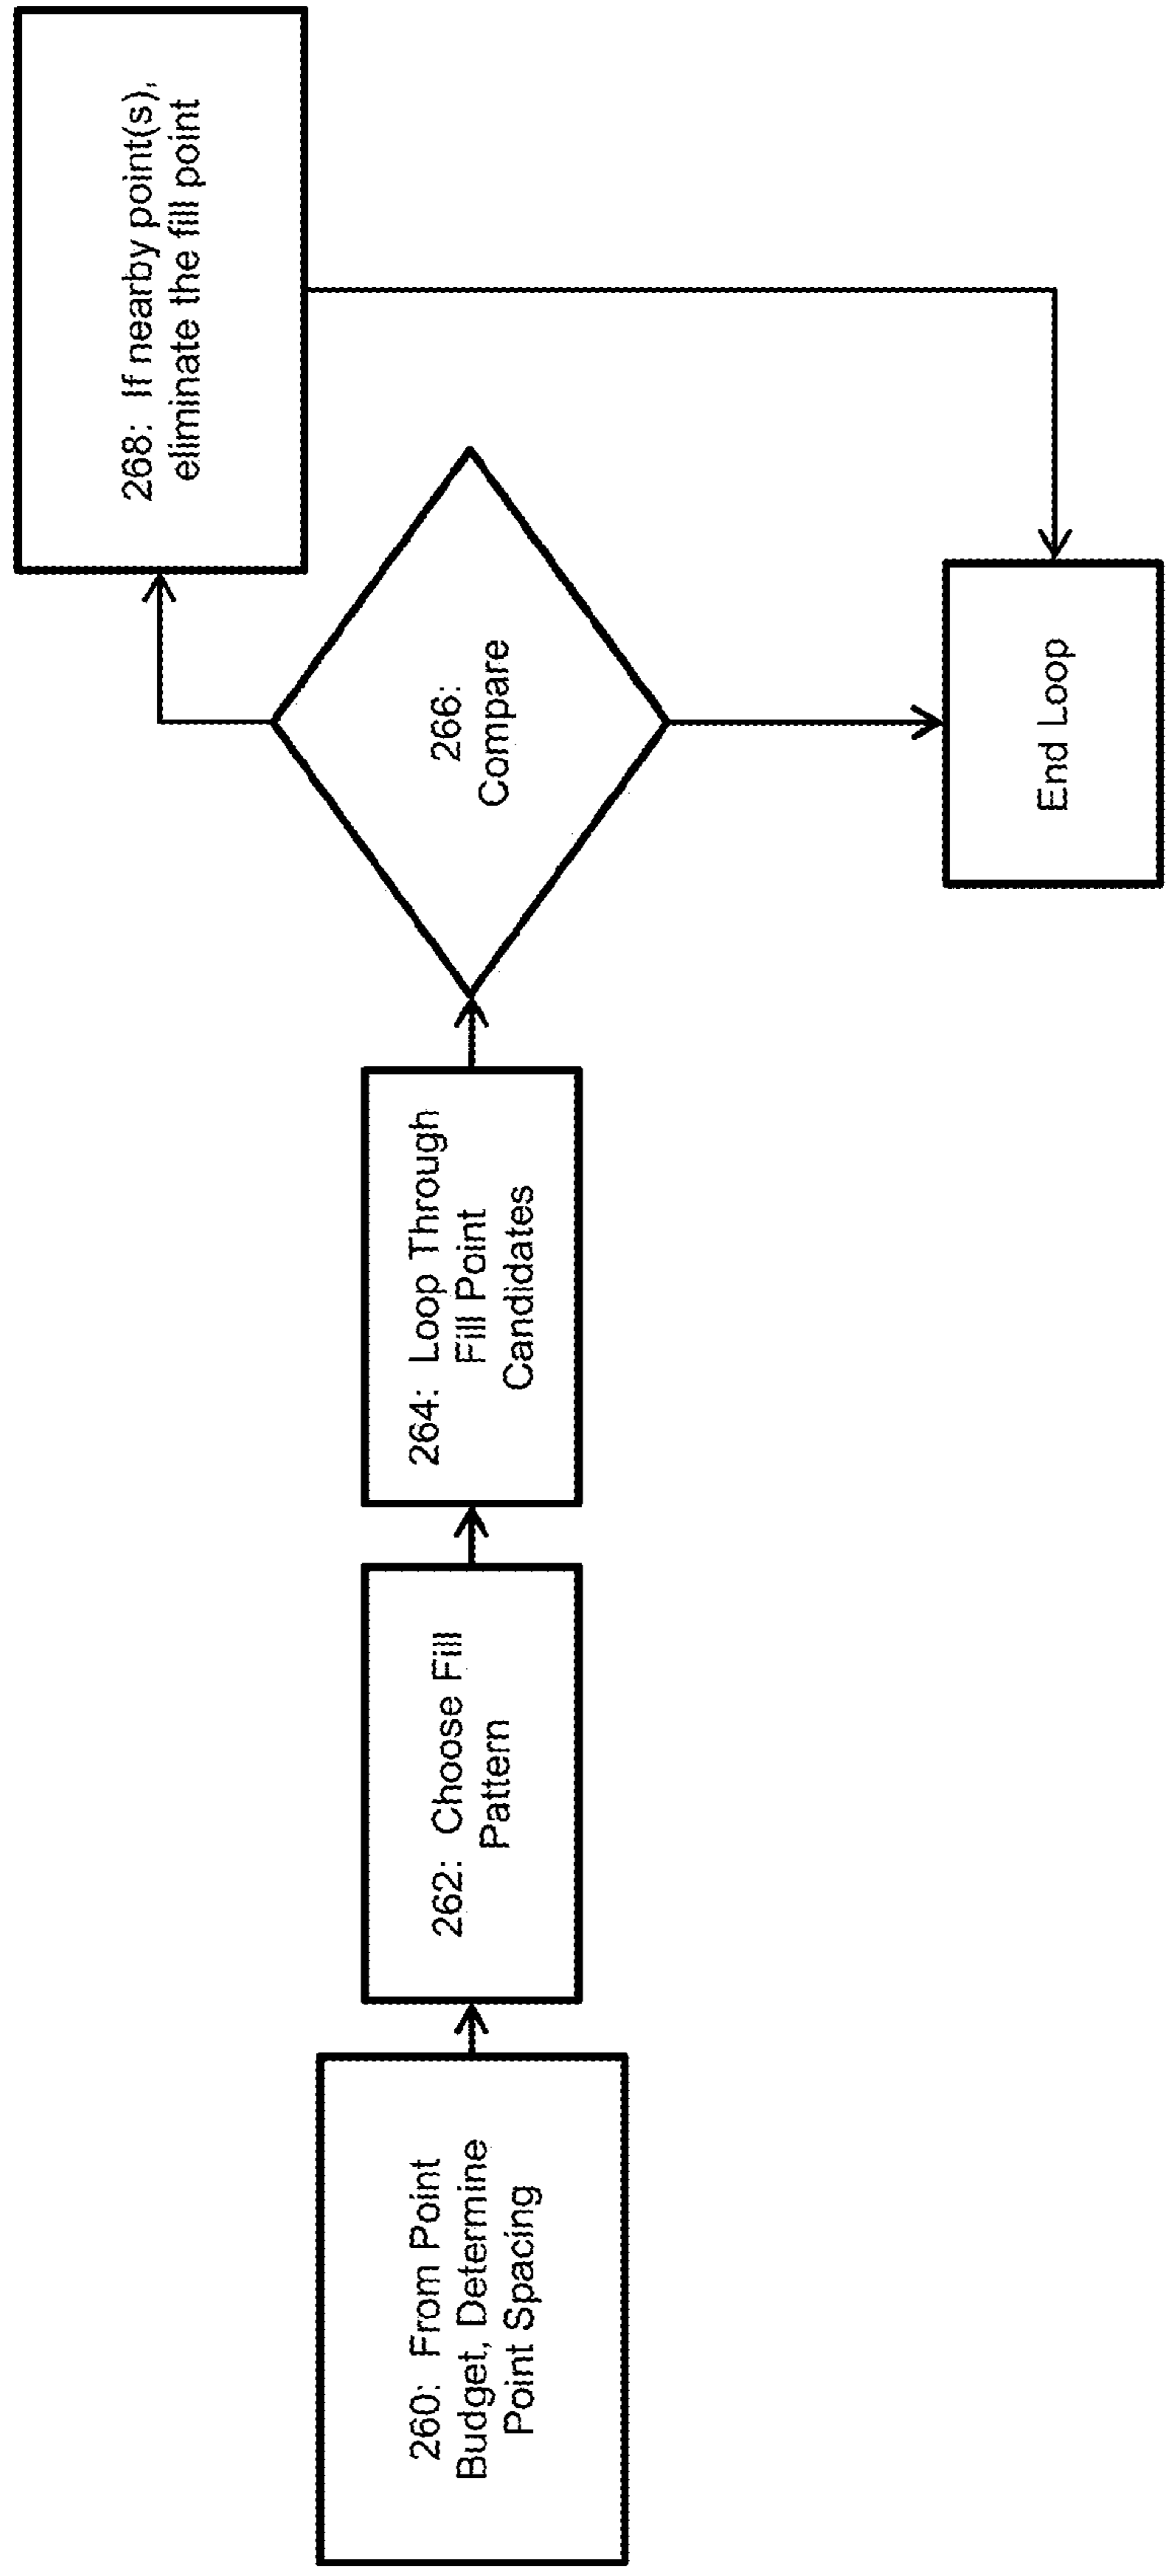 260: From Point
Budget, Determine
Point Spacing
262: Choose Fill
Pattern
264: Loop Through
Fill Point
Candidates
266:
Compare
268: If nearby point(s),
eliminate the fill point
End Loop